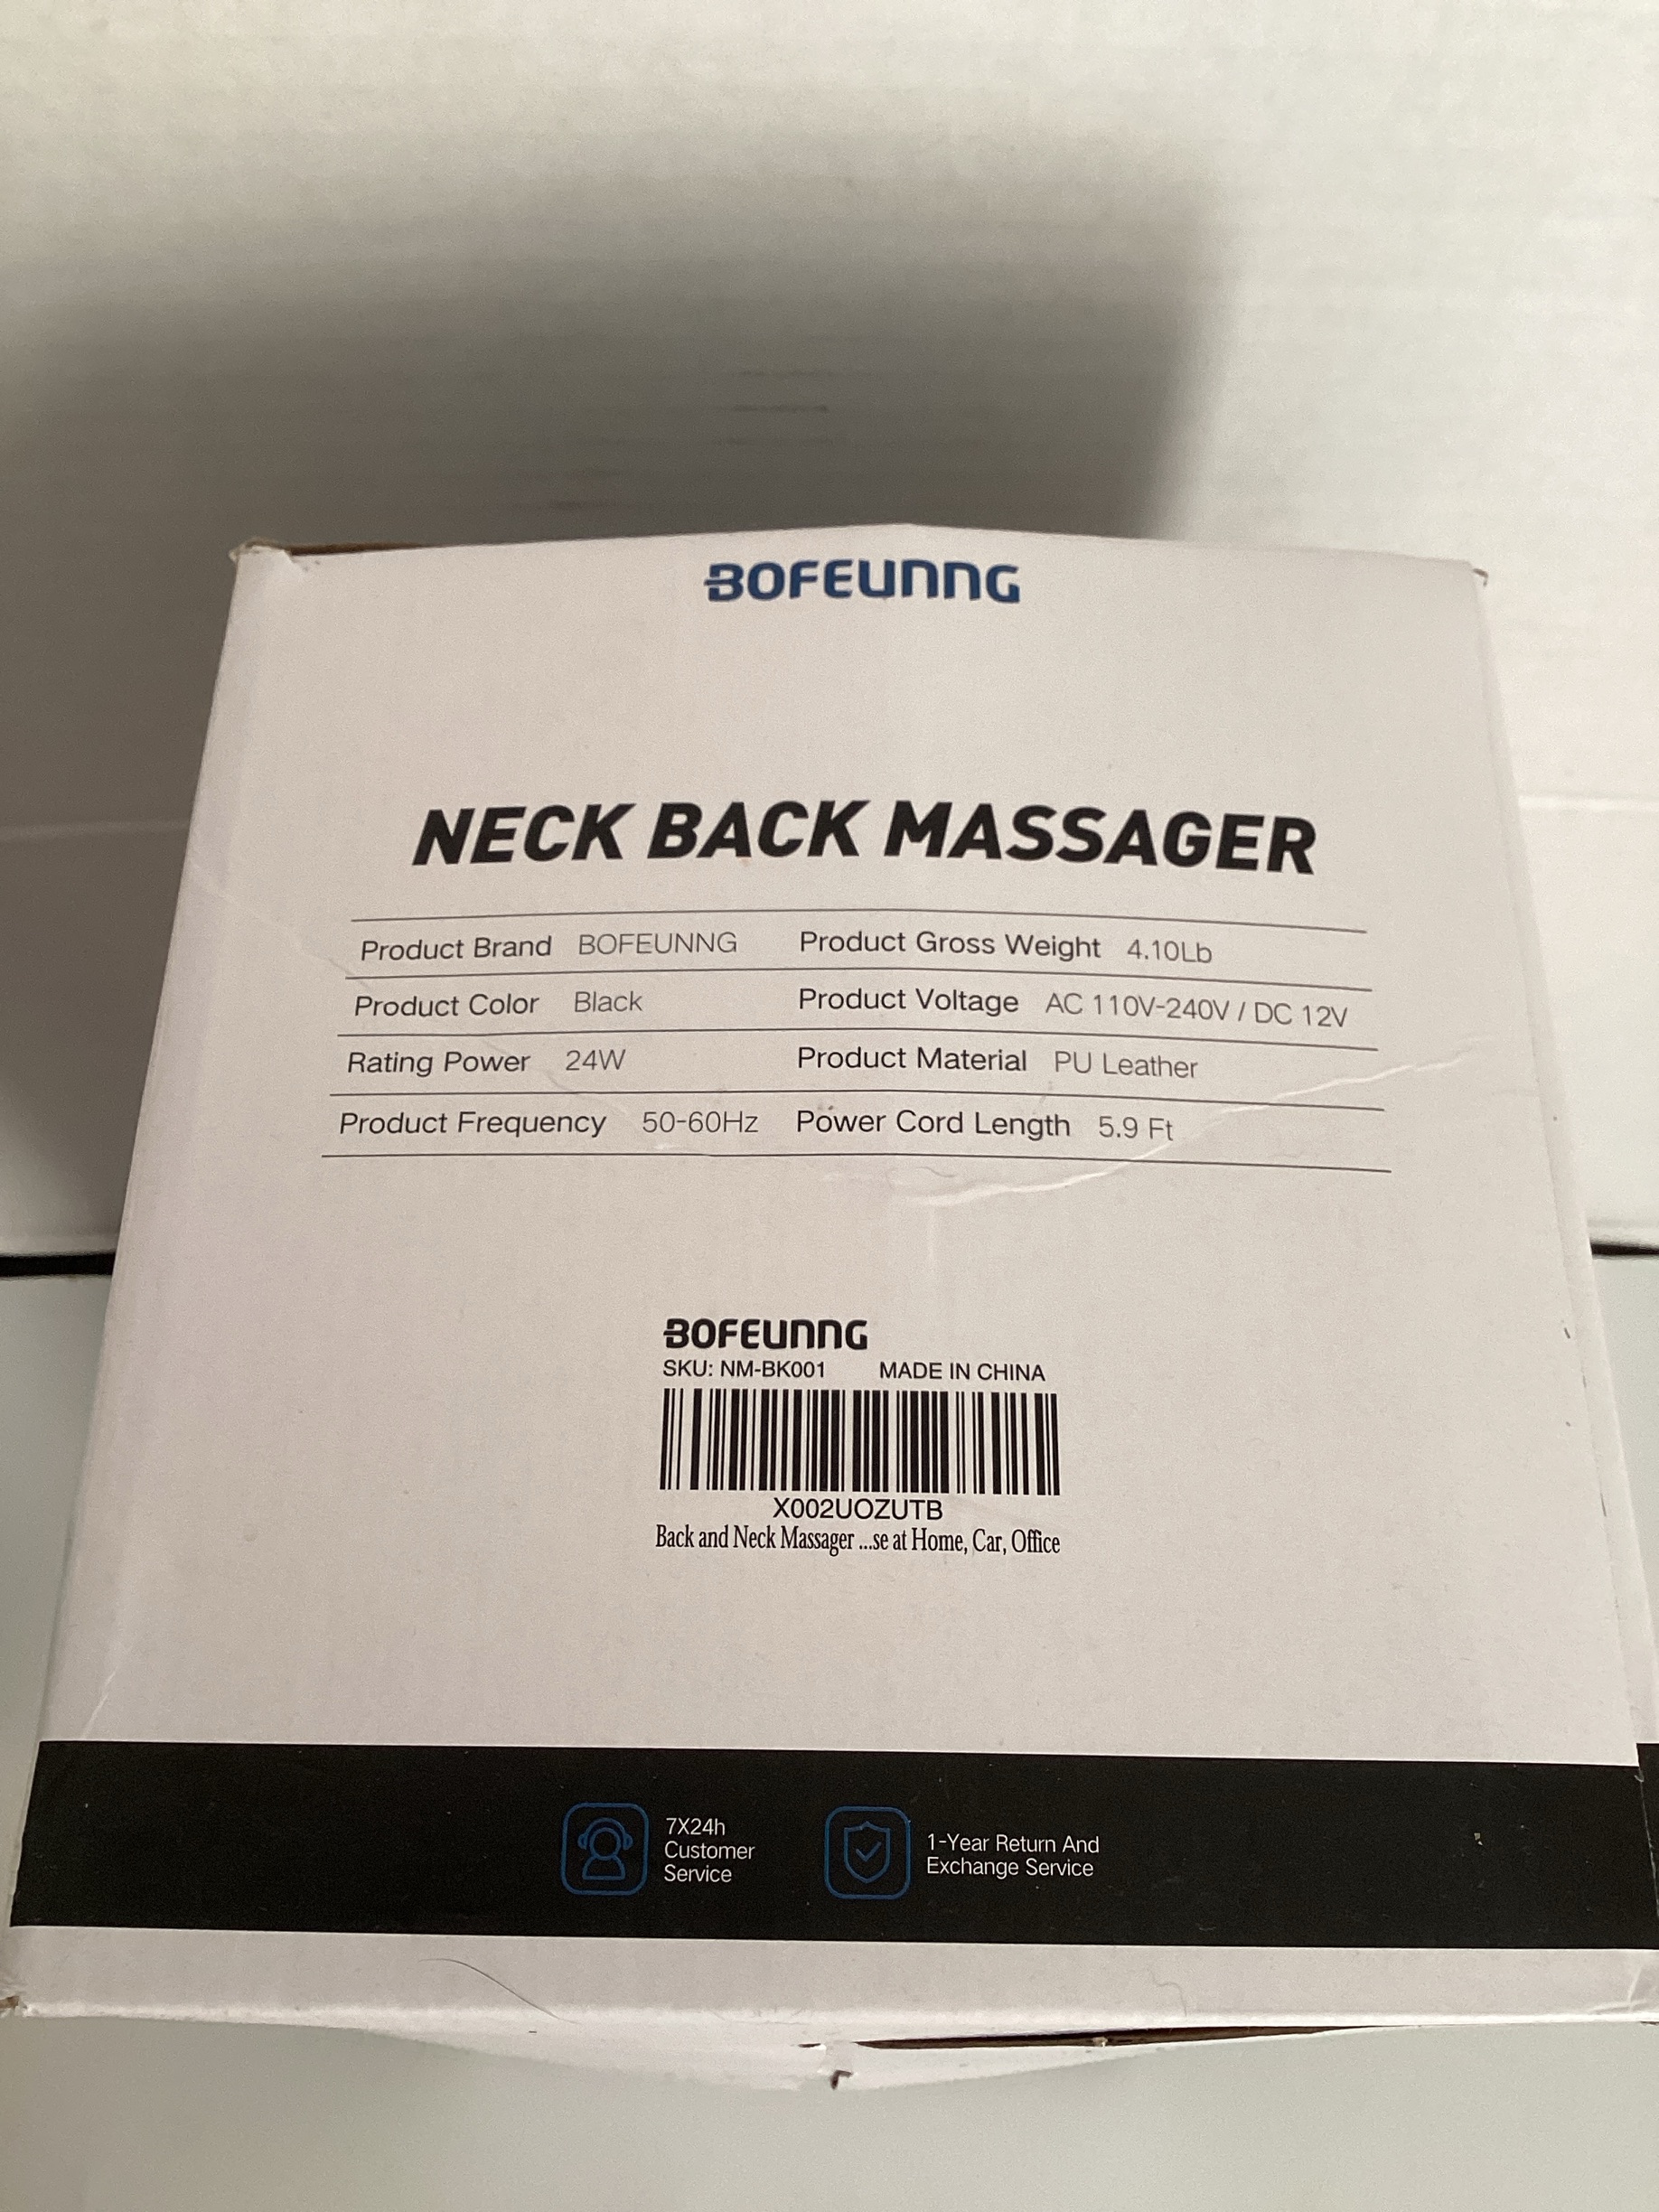 BOFEUNNG
NECK BACK MASSAGER
Product Brand BOFEUNNG Product Gross Weight 4.10Lb
Product Color Black Product Voltage AC 110V-240V / DC 12V
Rating Power 24W Product Material PU Leather
Product Frequency 50-60Hz Power Cord Length 5.9 Ft
BOFEUNNG
SKU: NM-BK001 MADE IN CHINA
X002UOZUTB
Back and Neck Massager ...se at Home, Car, Office
7X24h
Customer
Service
1-Year Return And
Exchange Service